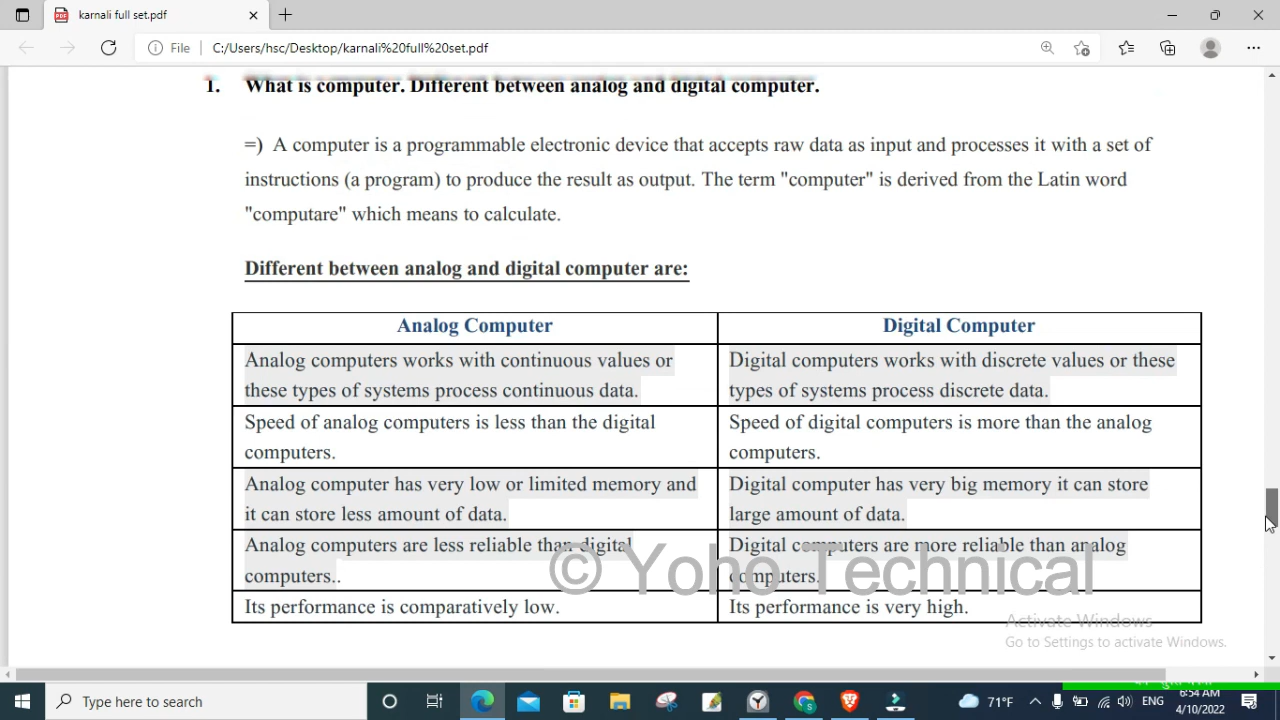 karnali full set.pdf
File
C:/Users/hsc/Desktop/karnali%20full%20set.pdf
1. What is computer. Different between analog and digital computer.
=) A computer is a programmable electronic device that accepts raw data as input and processes it with a set of
instructions (a program) to produce the result as output. The term "computer" is derived from the Latin word
"computare" which means to calculate.
Different between analog and digital computer are:
Analog Computer
Digital Computer
Analog computers works with continuous values or
these types of systems process continuous data.
Digital computers works with discrete values or these
types of systems process discrete data.
Speed of analog computers is less than the digital
computers.
Speed of digital computers is more than the analog
computers.
Analog computer has very low or limited memory and
it can store less amount of data.
Digital computer has very big memory it can store
large amount of data.
Analog computers are less reliable than digital
computers..
Digital computers are more reliable than analog
computers.
Its performance is comparatively low.
Its performance is very high.
© Yoho Technical
Activate Windows
Go to Settings to activate Windows.
Type here to search
71°F
ENG
6:54 AM
4/10/2022